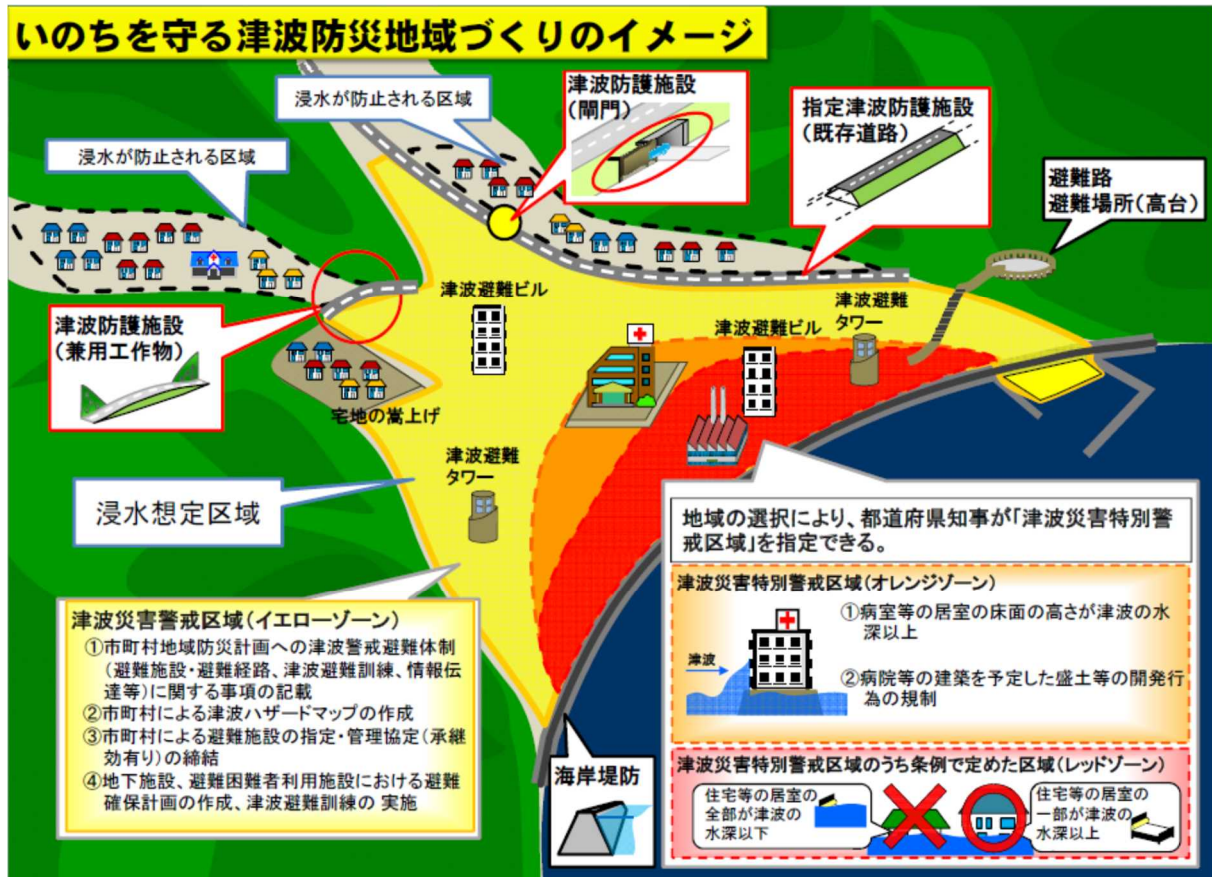 いのちを守る津波防災地域づくりのイメージ
浸水が防止される区域
津波防護施設
(閘門)
指定津波防護施設
(既存道路)
浸水が防止される区域
避難路
避難場所(高台)
津波避難ビル
津波避難
タワー
津波避難ビル
津波防護施設
(兼用工作物)
宅地の嵩上げ
津波避難
タワー
浸水想定区域
地域の選択により、都道府県知事が「津波災害特別警
戒区域」を指定できる。
津波災害特別警戒区域(オレンジゾーン)
①病室等の居室の床面の高さが津波の水
深以上
津波
②病院等の建築を予定した盛土等の開発行
為の規制
津波災害警戒区域(イエローゾーン)
①市町村地域防災計画への津波警戒避難体制
(避難施設・避難経路、津波避難訓練、情報伝
達等)に関する事項の記載
②市町村による津波ハザードマップの作成
③市町村による避難施設の指定・管理協定(承継
効有り)の締結
④地下施設、避難困難者利用施設における避難
確保計画の作成、津波避難訓練の 実施
海岸堤防
津波災害特別警戒区域のうち条例で定めた区域(レッドゾーン)
住宅等の居室の
全部が津波の
水深以下
住宅等の居室の
一部が津波の
水深以上